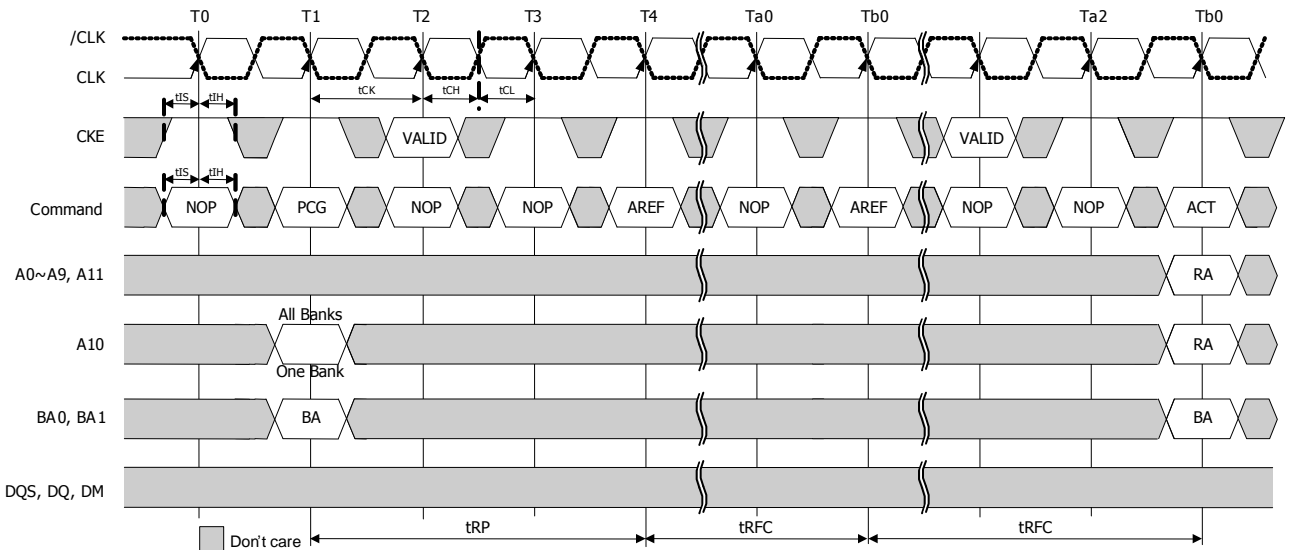 T0 T1 T2 T3 T4 Ta0 Tb0 Ta2 Tb0
/CLK
CLK
tCK tCH tCL
tIS tIH
CKE VALID VALID
tIS tIH
Command NOP PCG NOP NOP AREF NOP AREF NOP NOP ACT
A0~A9, A11 RA
All Banks
A10 RA
One Bank
BA0, BA1 BA BA
DQS, DQ, DM
Don't care tRP tRFC tRFC